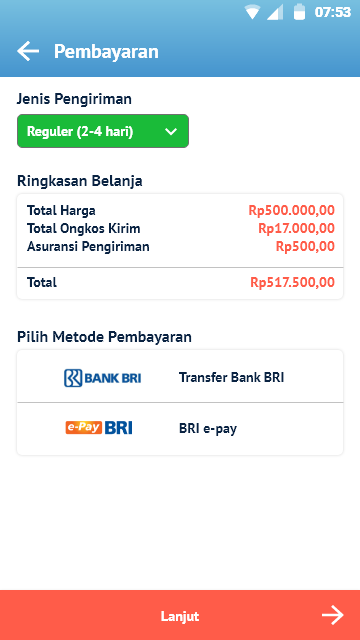 07:53
Pembayaran
Jenis Pengiriman
Reguler (2-4 hari)
Ringkasan Belanja
Total Harga Rp500.000,00
Total Ongkos Kirim Rp17.000,00
Asuransi Pengiriman Rp500,00
Total Rp517.500,00
Pilih Metode Pembayaran
BANK BRI Transfer Bank BRI
e-Pay BRI BRI e-pay
Lanjut